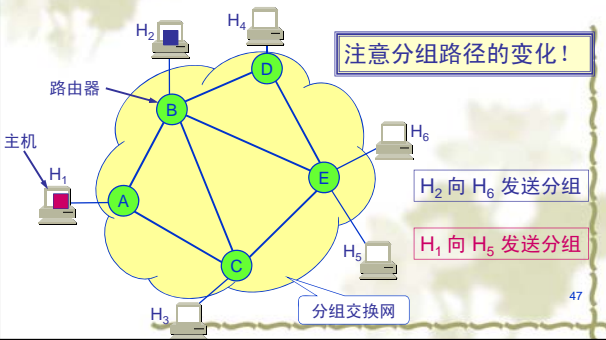 H₄
H₂
注意分组路径的变化！
D
路由器
B
主机
H₆
H₁
E
H₂ 向 H₆ 发送分组
A
H₁ 向 H₅ 发送分组
H₅
C
47
H₃
分组交换网